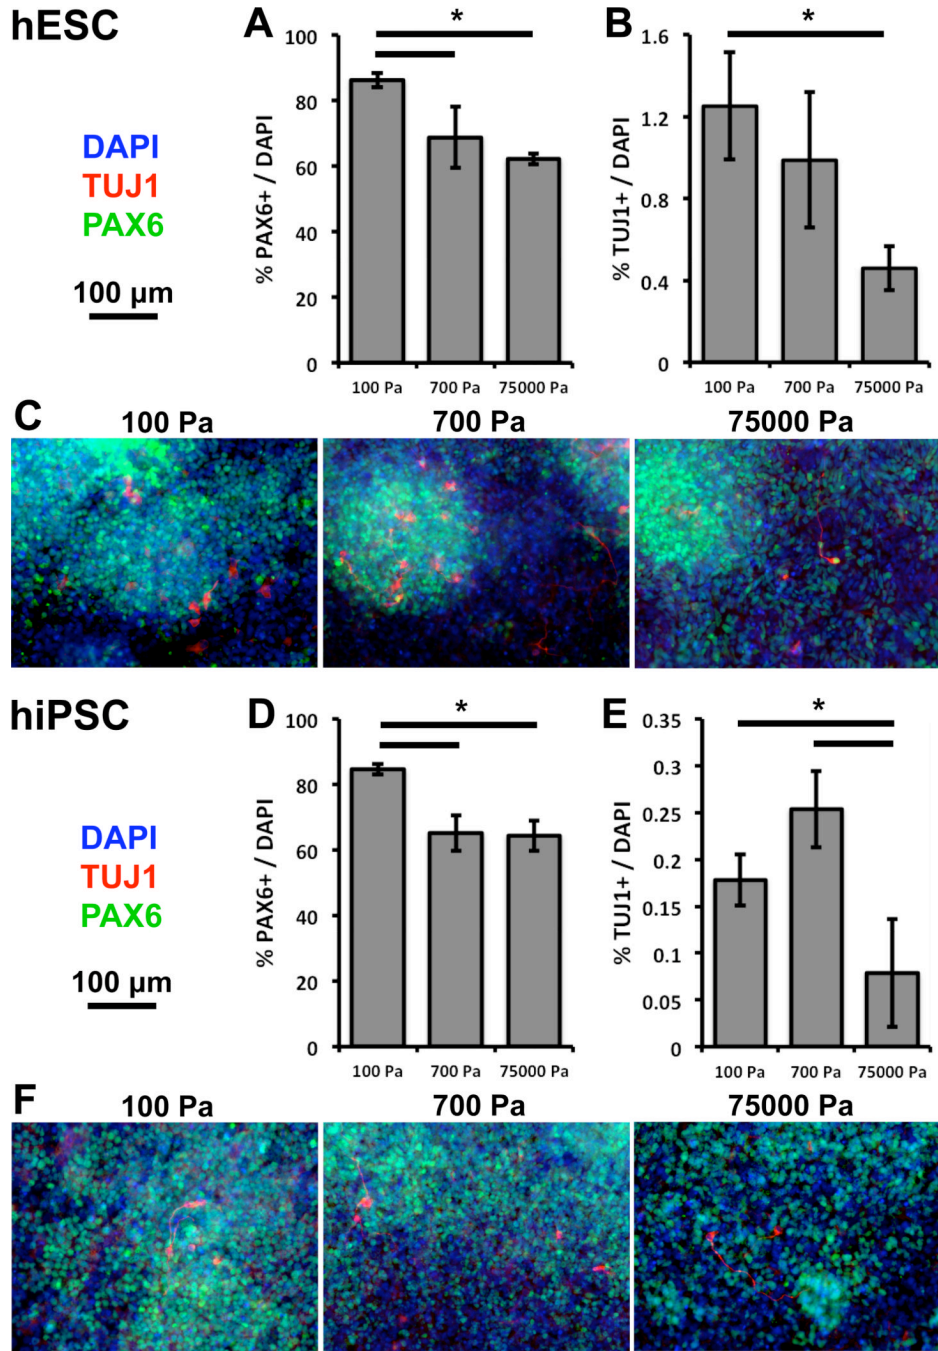 hESC
DAPI
TUJ1
PAX6
100 µm
A
*
% PAX6+ / DAPI
100
80
60
40
20
0
100 Pa 700 Pa 75000 Pa
B
*
% TUJ1+ / DAPI
1.6
1.2
0.8
0.4
0
100 Pa 700 Pa 75000 Pa
C
100 Pa 700 Pa 75000 Pa
hiPSC
DAPI
TUJ1
PAX6
100 µm
D
*
% PAX6+ / DAPI
100
80
60
40
20
0
100 Pa 700 Pa 75000 Pa
E
*
% TUJ1+ / DAPI
0.35
0.3
0.25
0.2
0.15
0.1
0.05
0
100 Pa 700 Pa 75000 Pa
F
100 Pa 700 Pa 75000 Pa